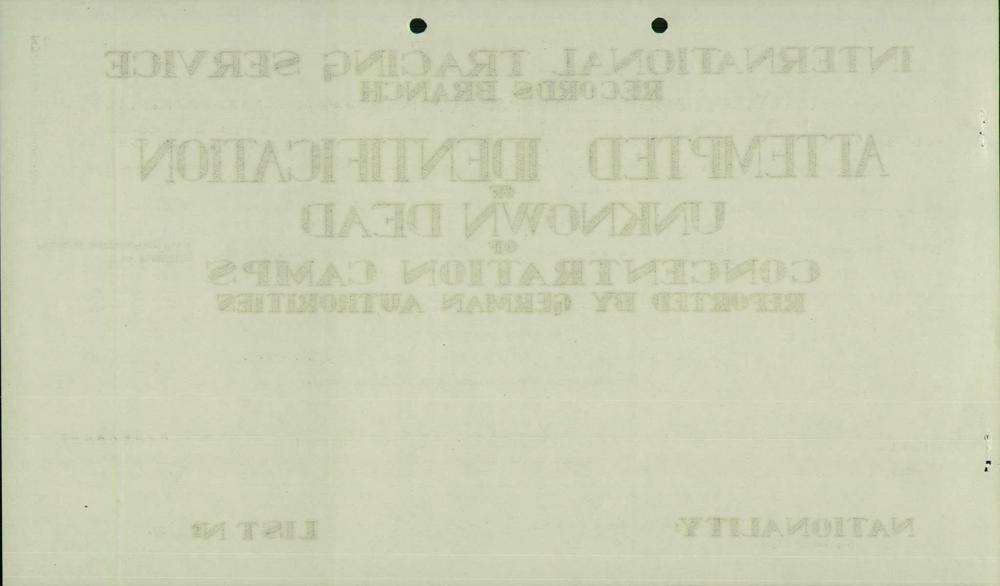 INTERNATIONAL TRACING SERVICE
RECORDS BRANCH
ATTEMPTED IDENTIFICATION
OF
UNKNOWN DEAD
OF
CONCENTRATION CAMPS
REPORTED BY GERMAN AUTHORITIES
NATIONALITY:
LIST Nº